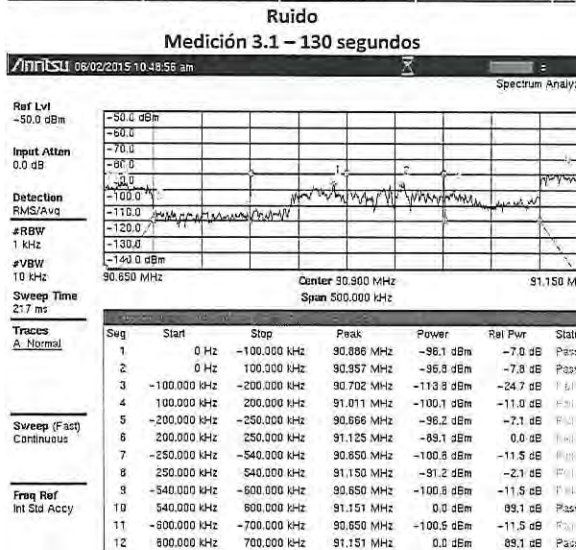 Ruido
Medición 3.1 – 130 segundos
Anritsu 06/02/2015 10:48:56 am
Spectrum Analyz
Ref Lvl
-50.0 dBm
Input Atten
0.0 dB
Detection
RMS/Avg
#RBW
1 kHz
#VBW
10 kHz
Sweep Time
217 ms
Traces
A Normal
Sweep (Fast)
Continuous
Freq Ref
Int Std Accy
-50.0 dBm
-60.0
-70.0
-100.0
-110.0
-120.0
-130.0
-140.0 dBm
90.650 MHz
Center 90.900 MHz
91.150 M
Span 500.000 kHz
Seg Start Stop Peak Power Rel Pwr Statu
1 0 Hz -100.000 kHz 90.886 MHz -96.1 dBm -7.0 dB Pass
2 0 Hz 100.000 kHz 90.957 MHz -96.8 dBm -7.8 dB Pass
3 -100.000 kHz -200.000 kHz 90.702 MHz -113.8 dBm -24.7 dB
4 100.000 kHz 200.000 kHz 91.011 MHz -100.1 dBm -11.0 dB
5 -200.000 kHz -250.000 kHz 90.666 MHz -96.2 dBm -7.1 dB
6 200.000 kHz 250.000 kHz 91.125 MHz -89.1 dBm 0.0 dB
7 -250.000 kHz -540.000 kHz 90.650 MHz -100.6 dBm -11.5 dB
8 250.000 kHz 540.000 kHz 91.150 MHz -91.2 dBm -2.1 dB
9 -540.000 kHz -600.000 kHz 90.650 MHz -100.6 dBm -11.5 dB
10 540.000 kHz 600.000 kHz 91.151 MHz 0.0 dBm 89.1 dB Pass
11 -600.000 kHz -700.000 kHz 90.650 MHz -100.6 dBm -11.5 dB
12 600.000 kHz 700.000 kHz 91.151 MHz 0.0 dBm 89.1 dB Pass